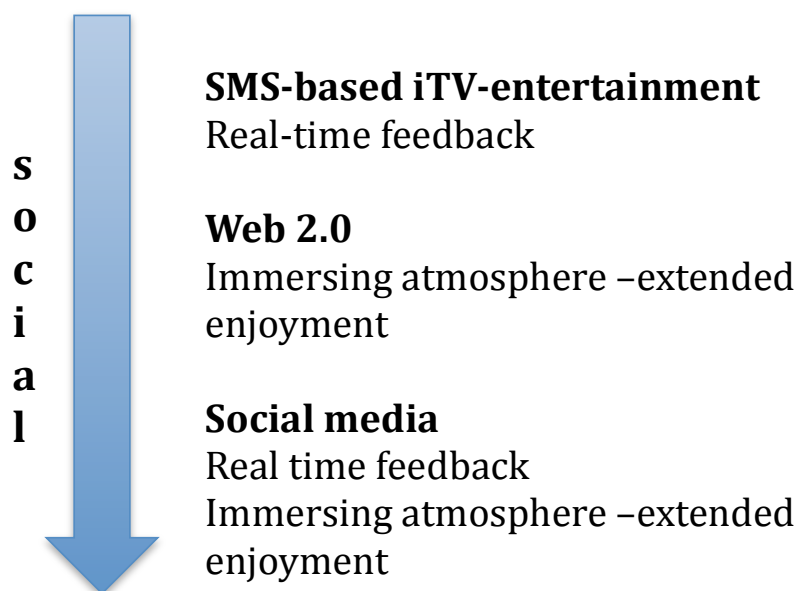 social
SMS-based iTV-entertainment
Real-time feedback
Web 2.0
Immersing atmosphere –extended
enjoyment
Social media
Real time feedback
Immersing atmosphere –extended
enjoyment